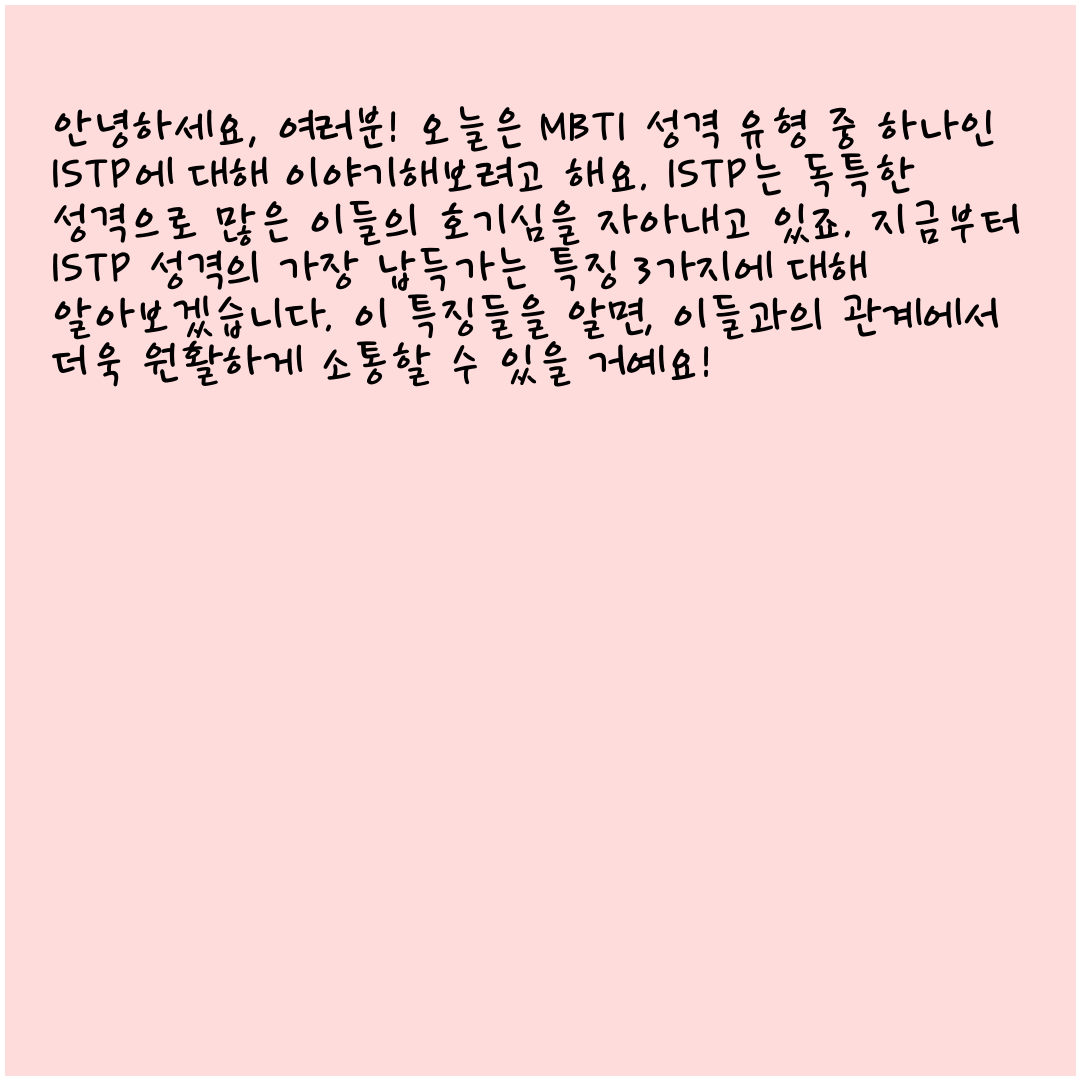 안녕하세요, 여러분! 오늘은 MBTI 성격 유형 중 하나인
ISTP에 대해 이야기해보려고 해요. ISTP는 독특한
성격으로 많은 이들의 호기심을 자아내고 있죠. 지금부터
ISTP 성격의 가장 납득가는 특징 3가지에 대해
알아보겠습니다. 이 특징들을 알면, 이들과의 관계에서
더욱 원활하게 소통할 수 있을 거예요!